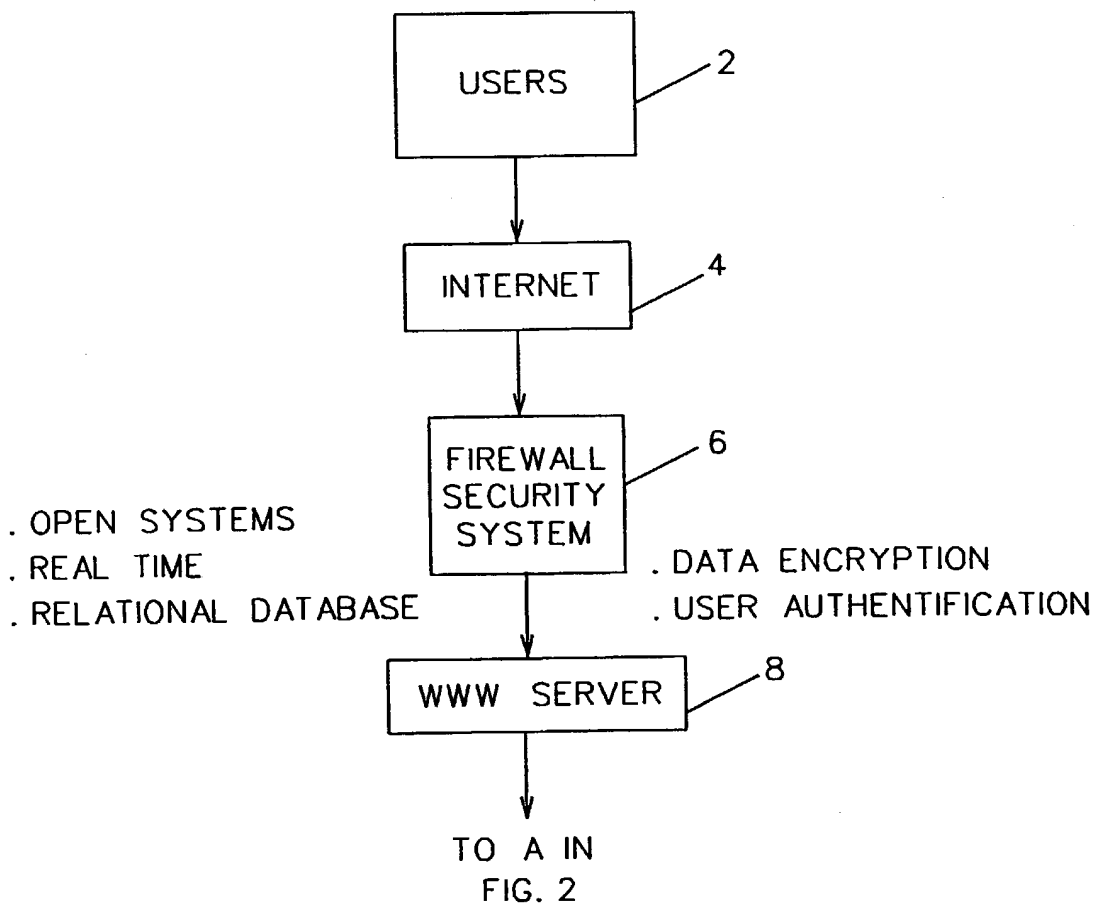 USERS
2
INTERNET
4
FIREWALL
SECURITY
SYSTEM
6
. OPEN SYSTEMS
. REAL TIME
. RELATIONAL DATABASE
. DATA ENCRYPTION
. USER AUTHENTIFICATION
WWW SERVER
8
TO A IN
FIG. 2